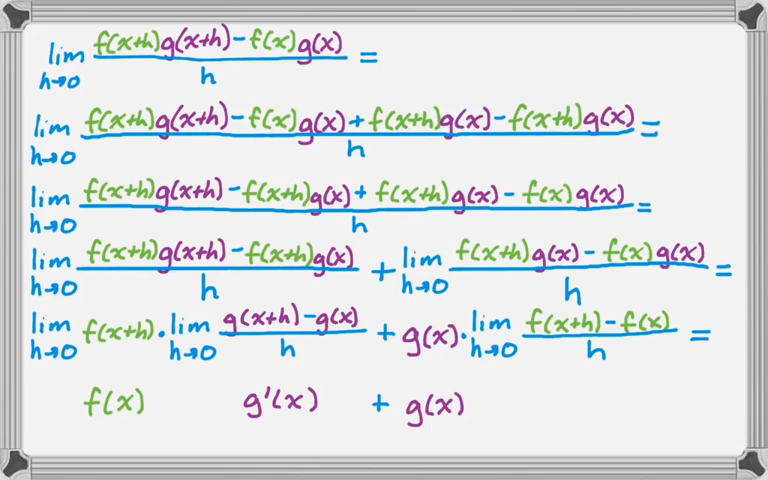 lim h→0 f(x+h)g(x+h)-f(x)g(x) / h =
lim h→0 f(x+h)g(x+h)-f(x)g(x)+f(x+h)g(x)-f(x+h)g(x) / h =
lim h→0 f(x+h)g(x+h)-f(x+h)g(x)+f(x+h)g(x)-f(x)g(x) / h =
lim h→0 f(x+h)g(x+h)-f(x+h)g(x) / h + lim h→0 f(x+h)g(x)-f(x)g(x) / h =
lim h→0 f(x+h)·lim h→0 g(x+h)-g(x) / h + g(x)·lim h→0 f(x+h)-f(x) / h =
f(x) g'(x) + g(x)